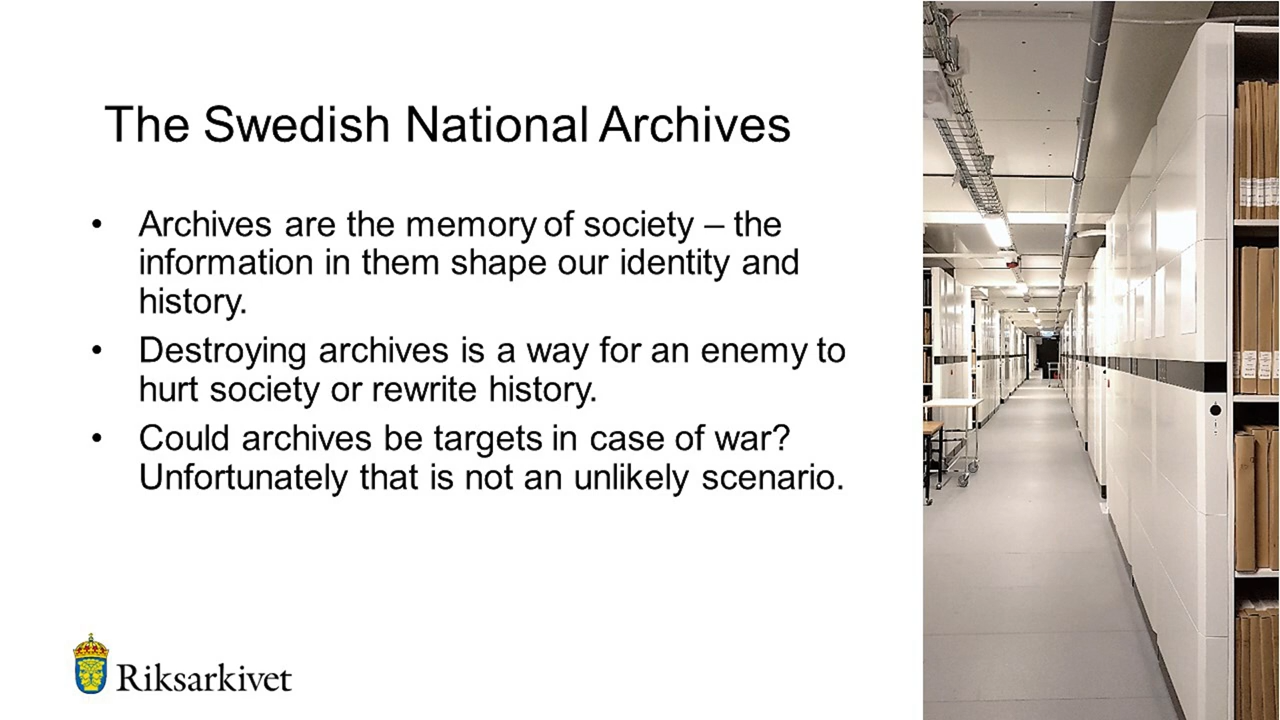 The Swedish National Archives
• Archives are the memory of society – the
information in them shape our identity and
history.
• Destroying archives is a way for an enemy to
hurt society or rewrite history.
• Could archives be targets in case of war?
Unfortunately that is not an unlikely scenario.
Riksarkivet